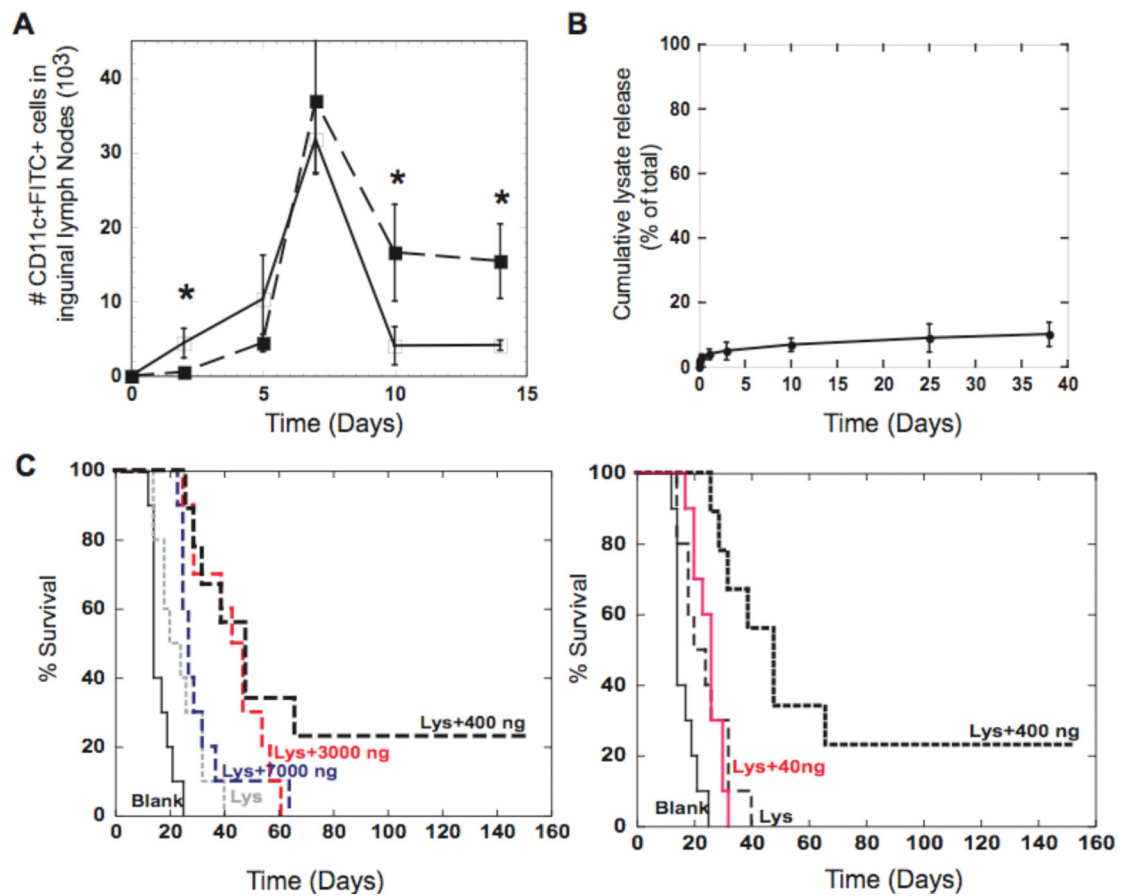 A
# CD11c+FITC+ cells in
inguinal lymph Nodes (10³)
40
30
20
10
0
*
*
*
0
5
10
15
Time (Days)
B
Cumulative lysate release
(% of total)
100
80
60
40
20
0
0
5
10
15
20
25
30
35
40
Time (Days)
C
% Survival
100
80
60
40
20
0
Lys+400 ng
Lys+3000 ng
Lys+7000 ng
Lys
Blank
0
20
40
60
80
100
120
140
160
Time (Days)
% Survival
100
80
60
40
20
0
Lys+400 ng
Lys+40ng
Blank
Lys
0
20
40
60
80
100
120
140
160
Time (Days)